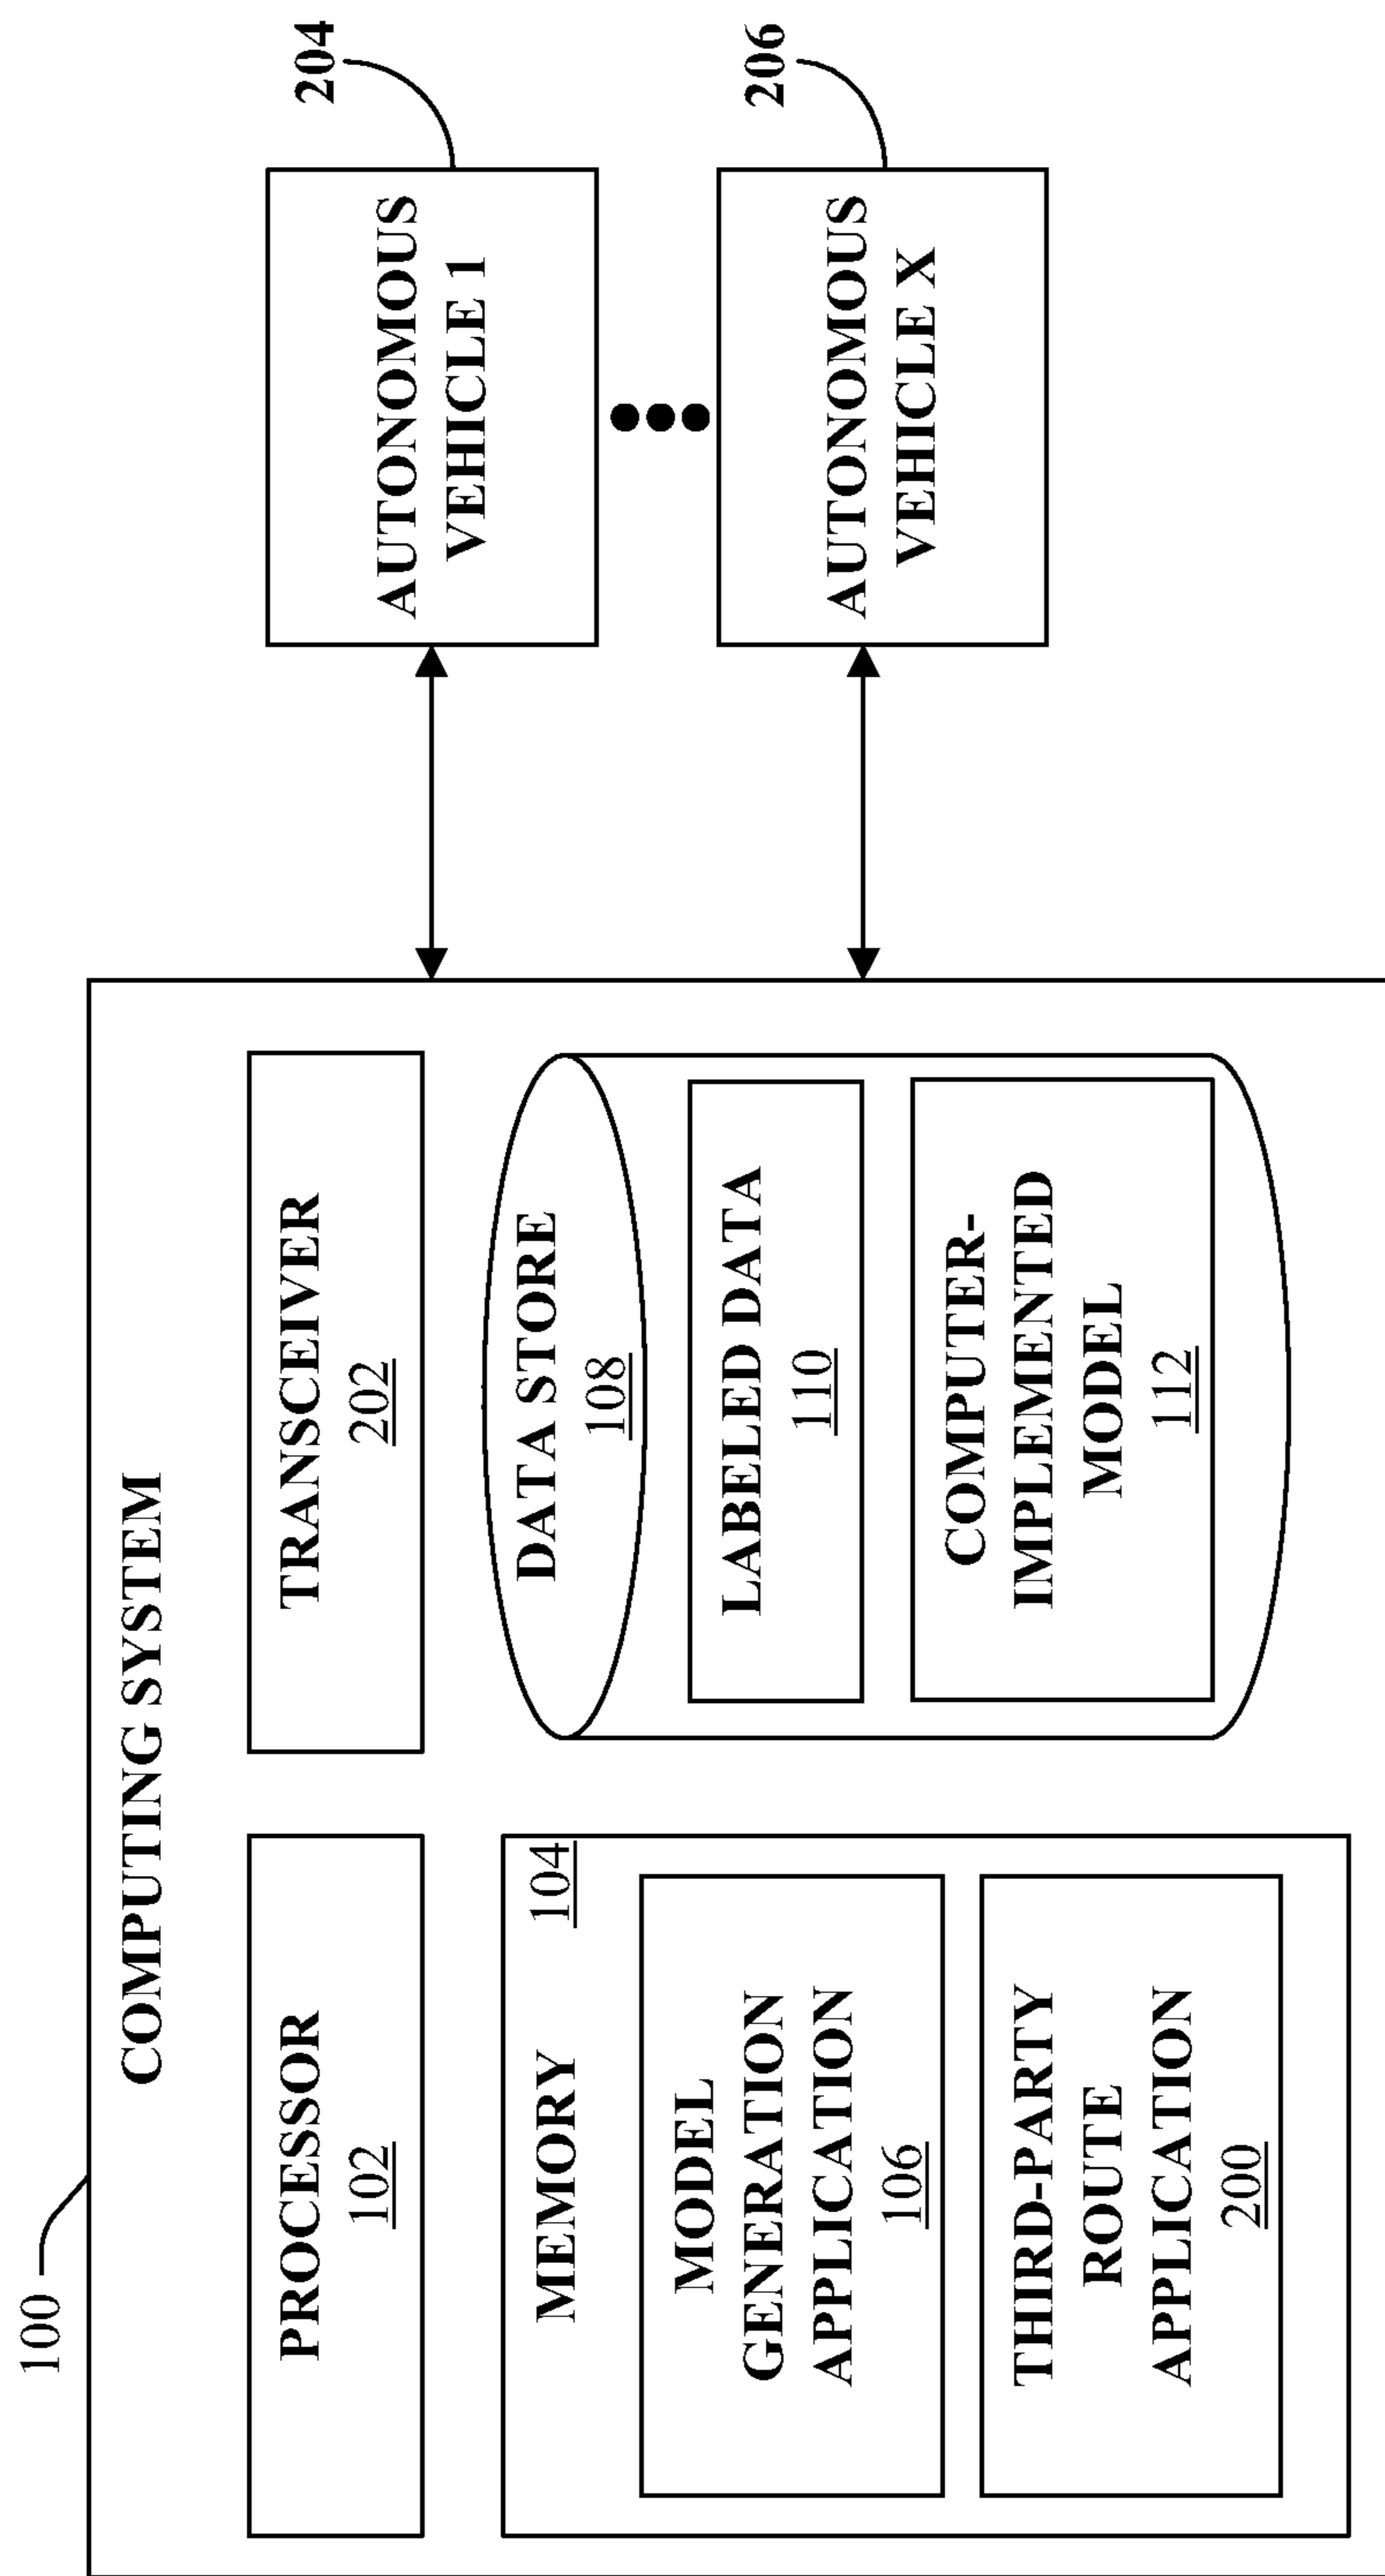 100
COMPUTING SYSTEM
PROCESSOR
102
TRANSCEIVER
202
MEMORY 104
MODEL
GENERATION
APPLICATION
106
THIRD-PARTY
ROUTE
APPLICATION
200
DATA STORE
108
LABELED DATA
110
COMPUTER-
IMPLEMENTED
MODEL
112
204
AUTONOMOUS
VEHICLE 1
206
AUTONOMOUS
VEHICLE X